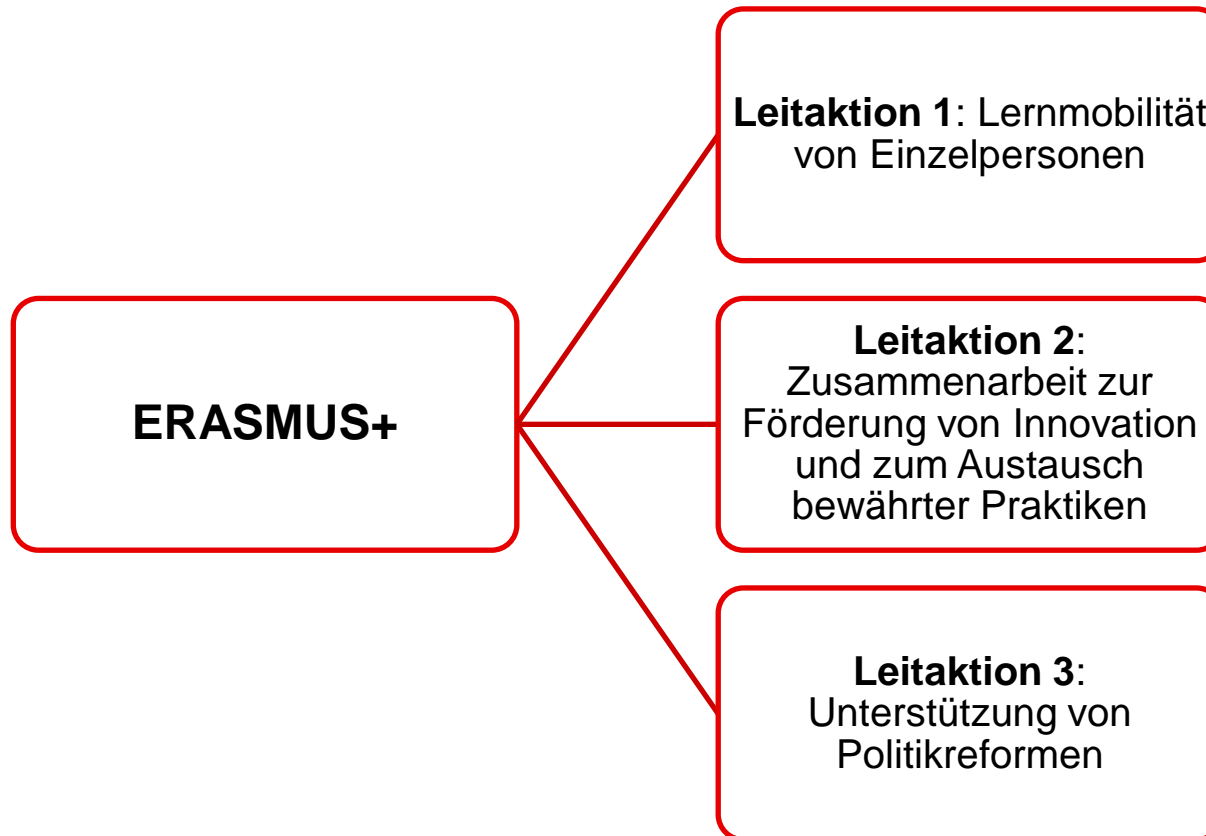 ERASMUS+
Leitaktion 1: Lernmobilität
von Einzelpersonen
Leitaktion 2:
Zusammenarbeit zur
Förderung von Innovation
und zum Austausch
bewährter Praktiken
Leitaktion 3:
Unterstützung von
Politikreformen